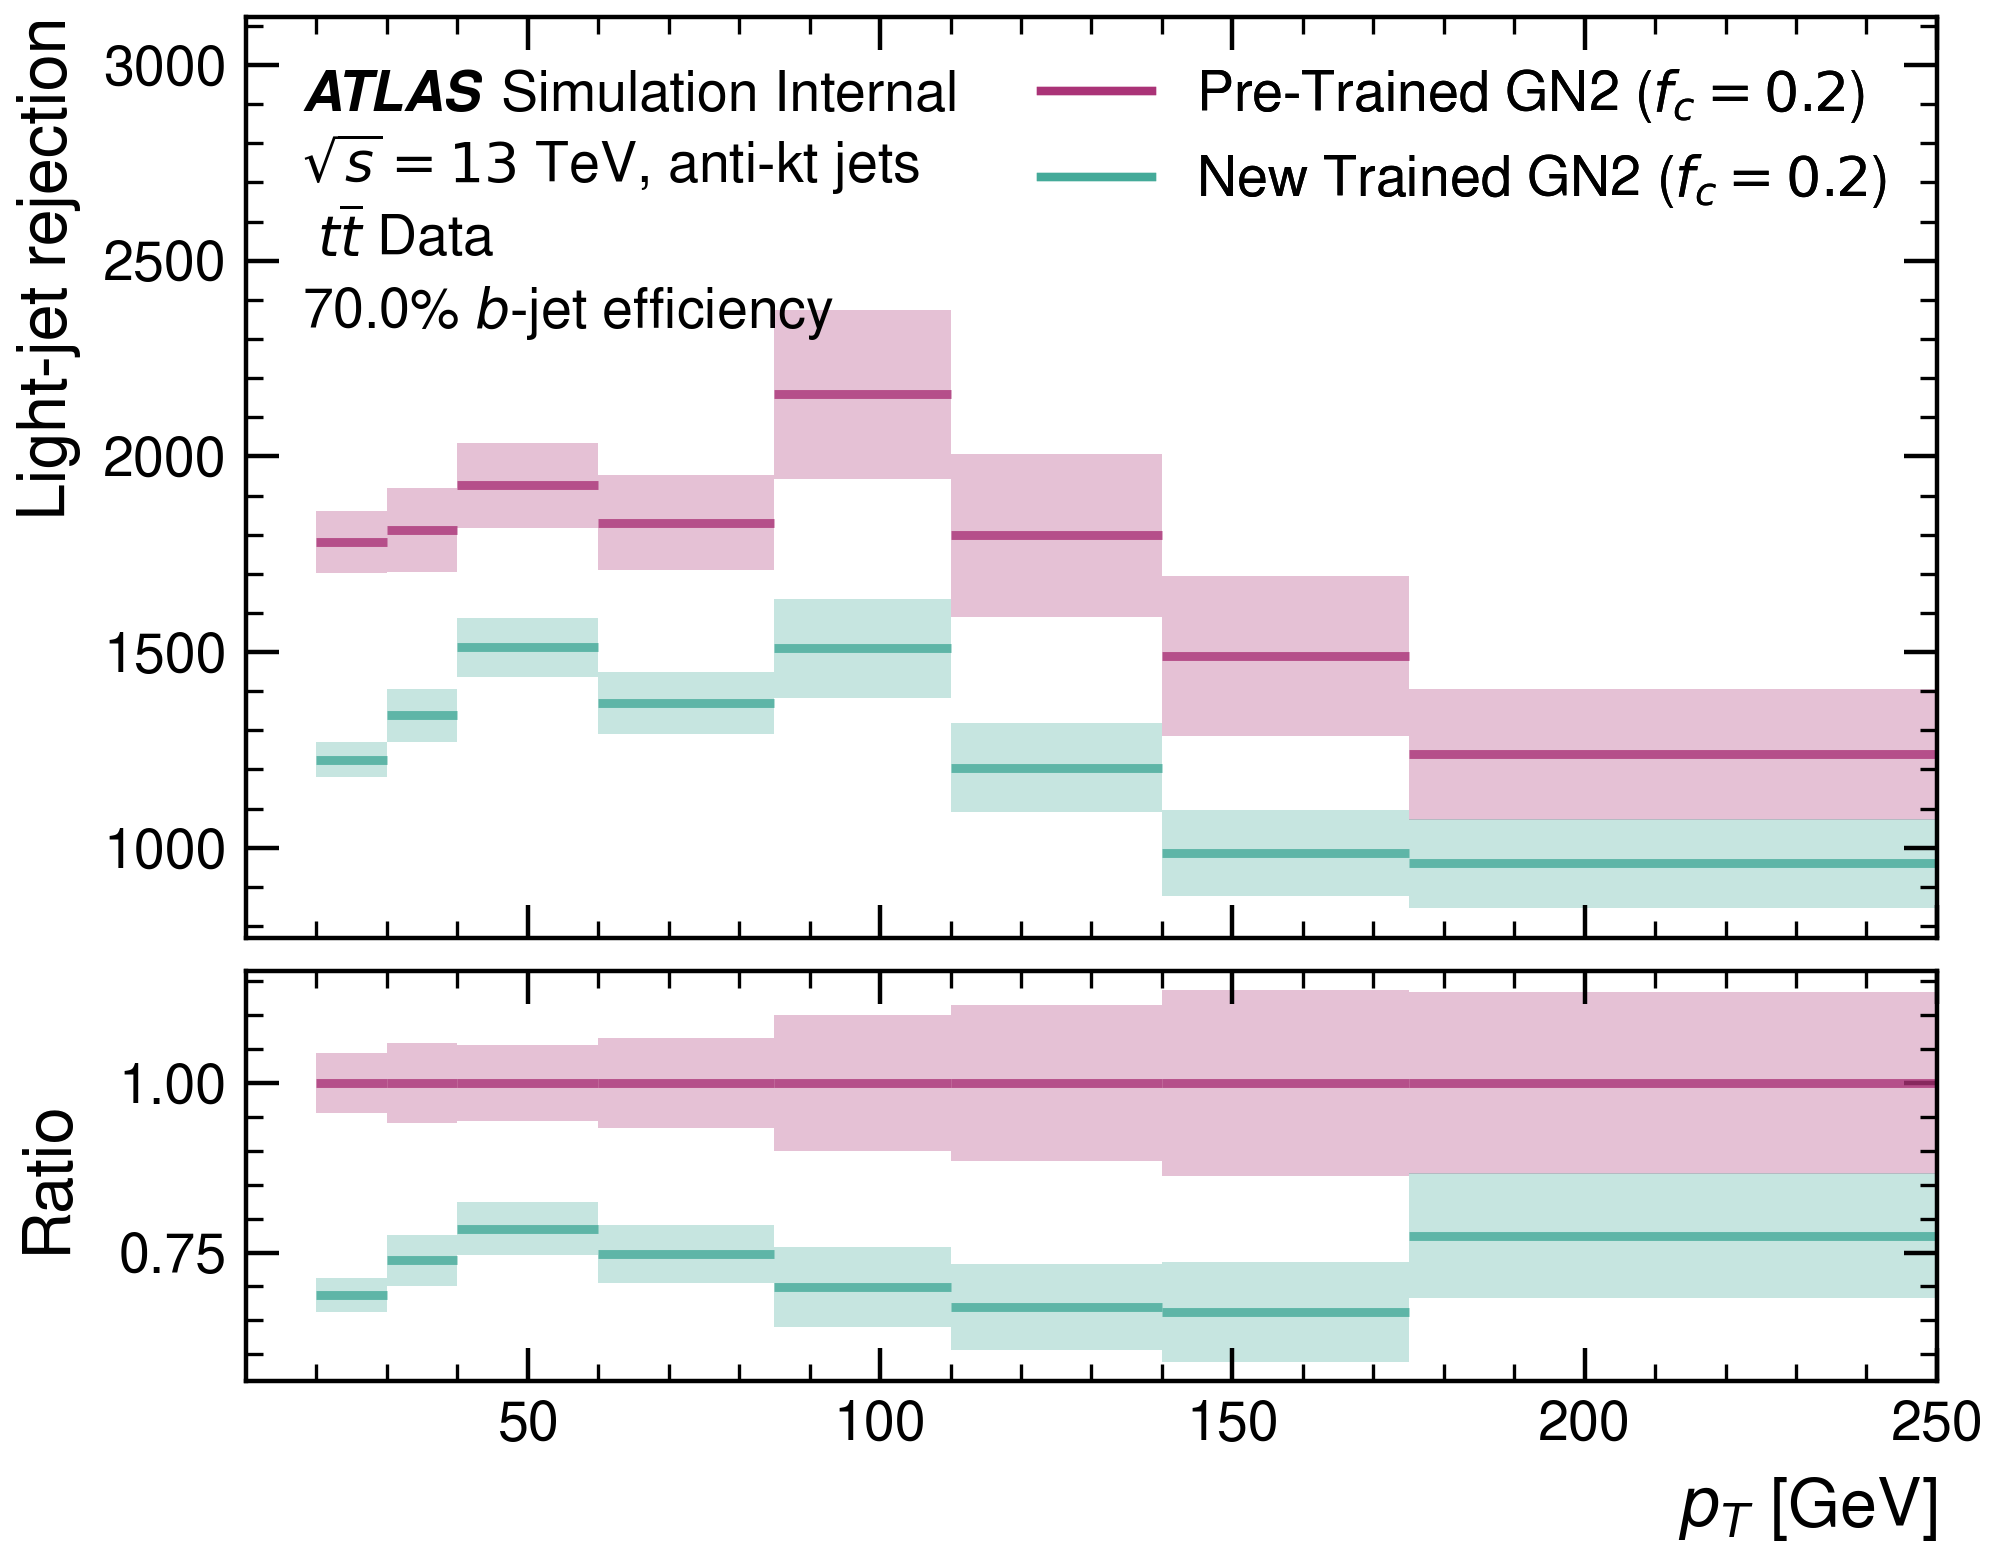 Light-jet rejection
3000
2500
2000
1500
1000
ATLAS Simulation Internal
√s = 13 TeV, anti-kt jets
tt̅ Data
70.0% b-jet efficiency
Pre-Trained GN2 (f_c = 0.2)
New Trained GN2 (f_c = 0.2)
Ratio
1.00
0.75
50 100 150 200 250
p_T [GeV]